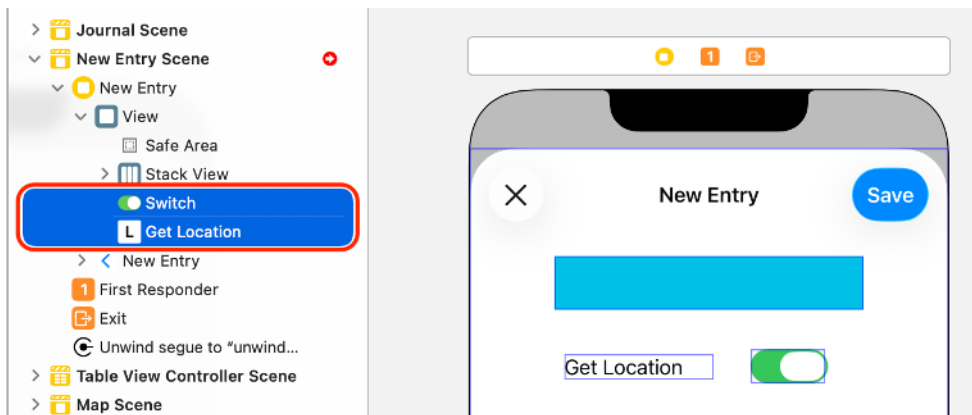 Journal Scene
New Entry Scene
New Entry
View
Safe Area
Stack View
Switch
L Get Location
New Entry
1 First Responder
Exit
Unwind segue to “unwind...
Table View Controller Scene
Map Scene
1
New Entry
Save
Get Location